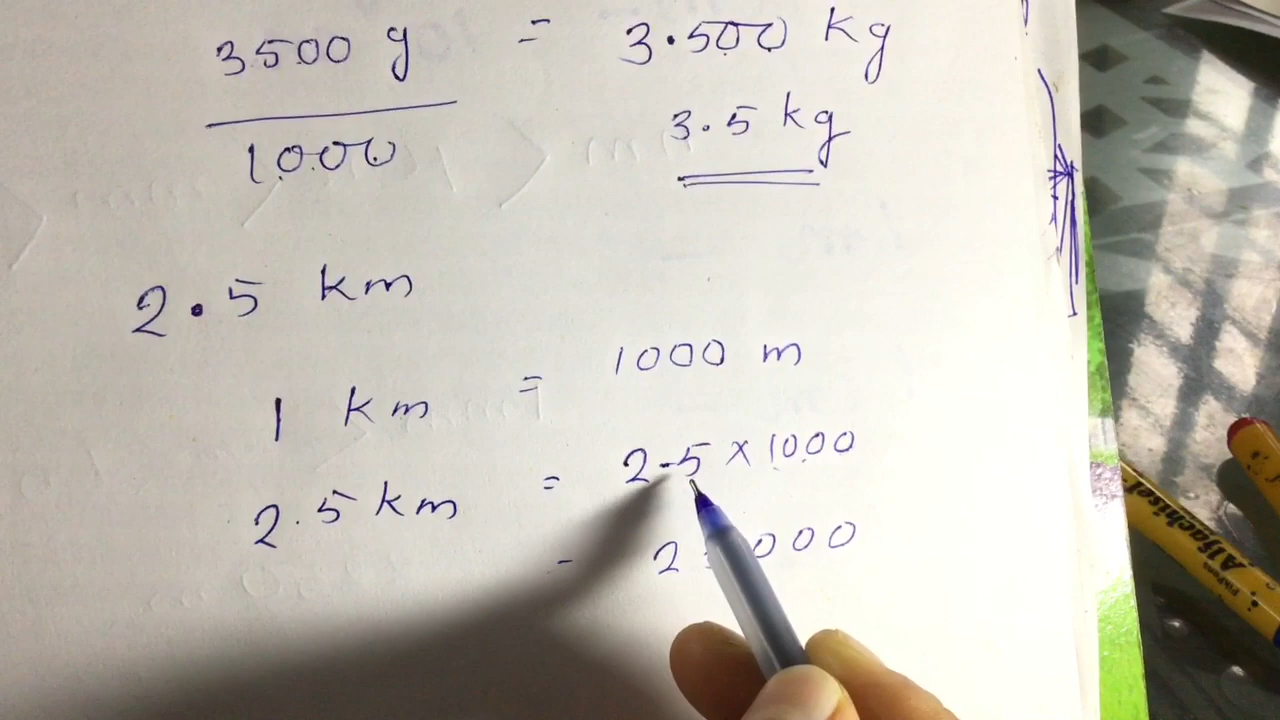 3500 g = 3.500 kg
1000
3.5 kg
2.5 km
1 km = 1000 m
2.5 km = 2.5 x 1000